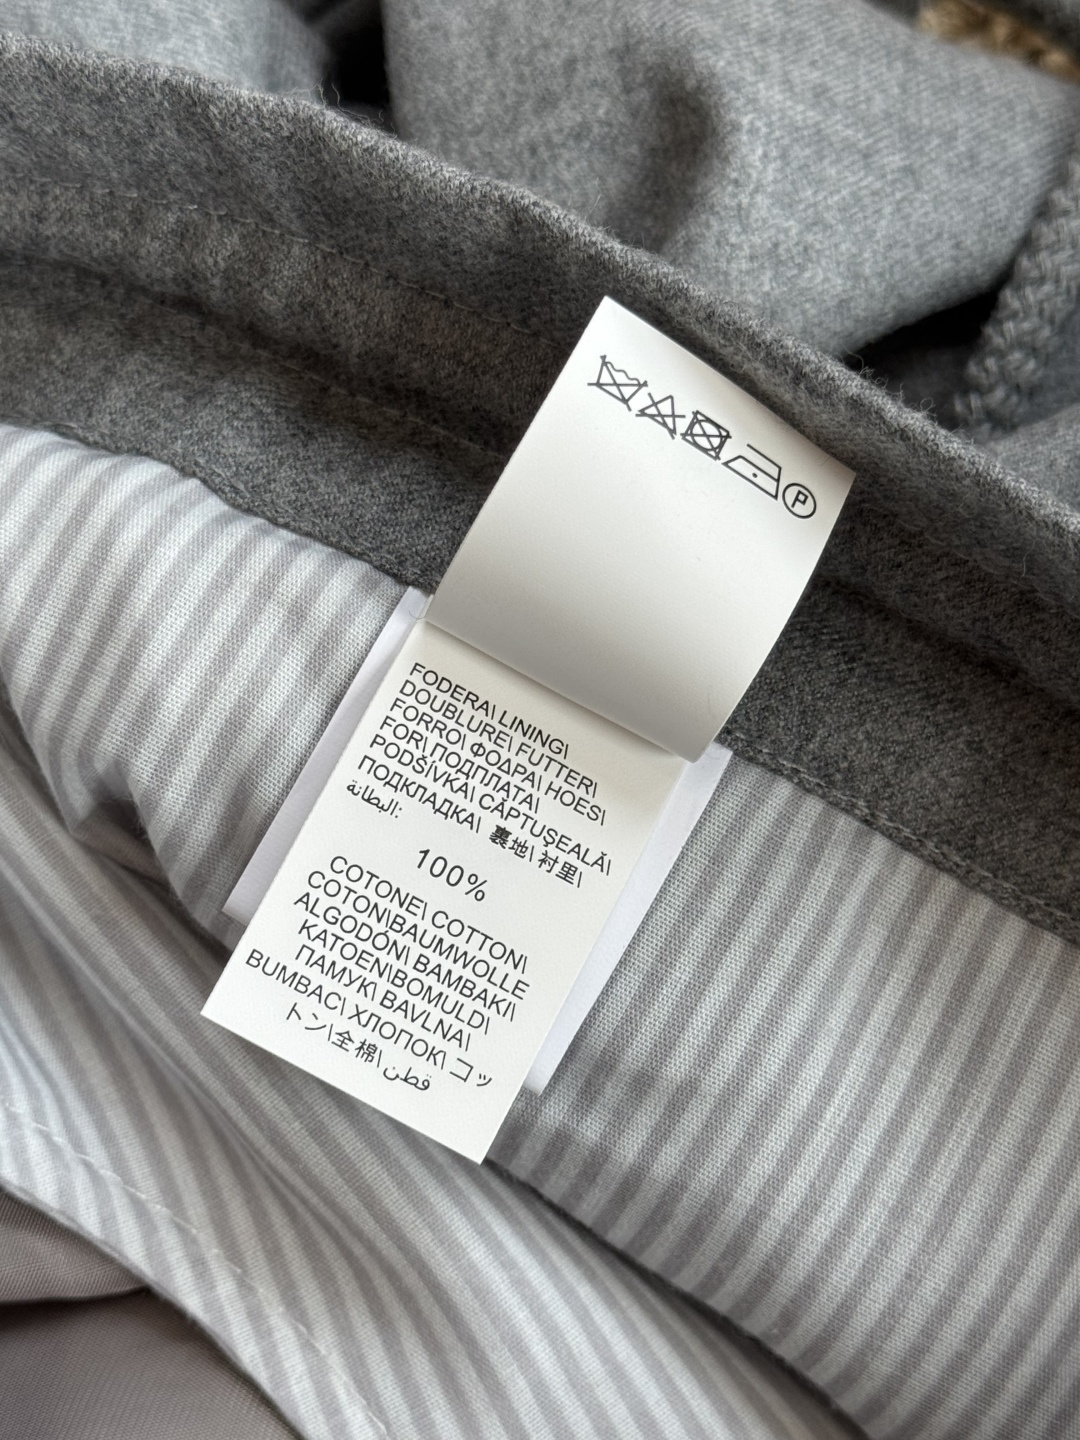 P
FODERA\ LINING\
DOUBLURE\ FUTTER\
FORRO\ ФОДРА\ HOES\
FOR\ ПОДПЛАТА\
PODŠÍVKA\ CĂPTUŞEALĂ\
ПОДКЛАДКА\ 裏地\ 衬里\
البطانة:
100%
COTONE\ COTTON\
COTON\BAUMWOLLE
ALGODÓN\ BAMBAKI\
KATOEN\BOMULD\
ПАМУК\ BAVLNA\
BUMBAC\ ХЛОПОК\ コッ
トン\全棉\قطن